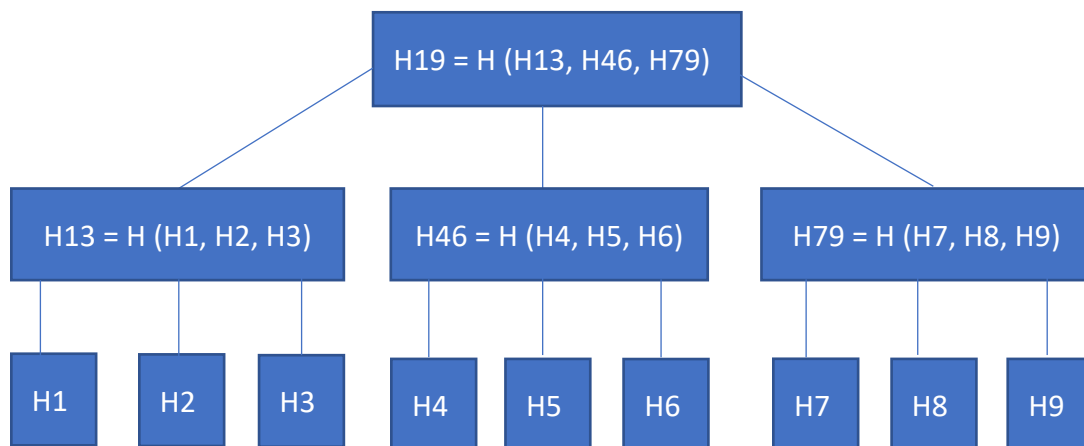 H19 = H (H13, H46, H79)
H13 = H (H1, H2, H3)
H46 = H (H4, H5, H6)
H79 = H (H7, H8, H9)
H1
H2
H3
H4
H5
H6
H7
H8
H9